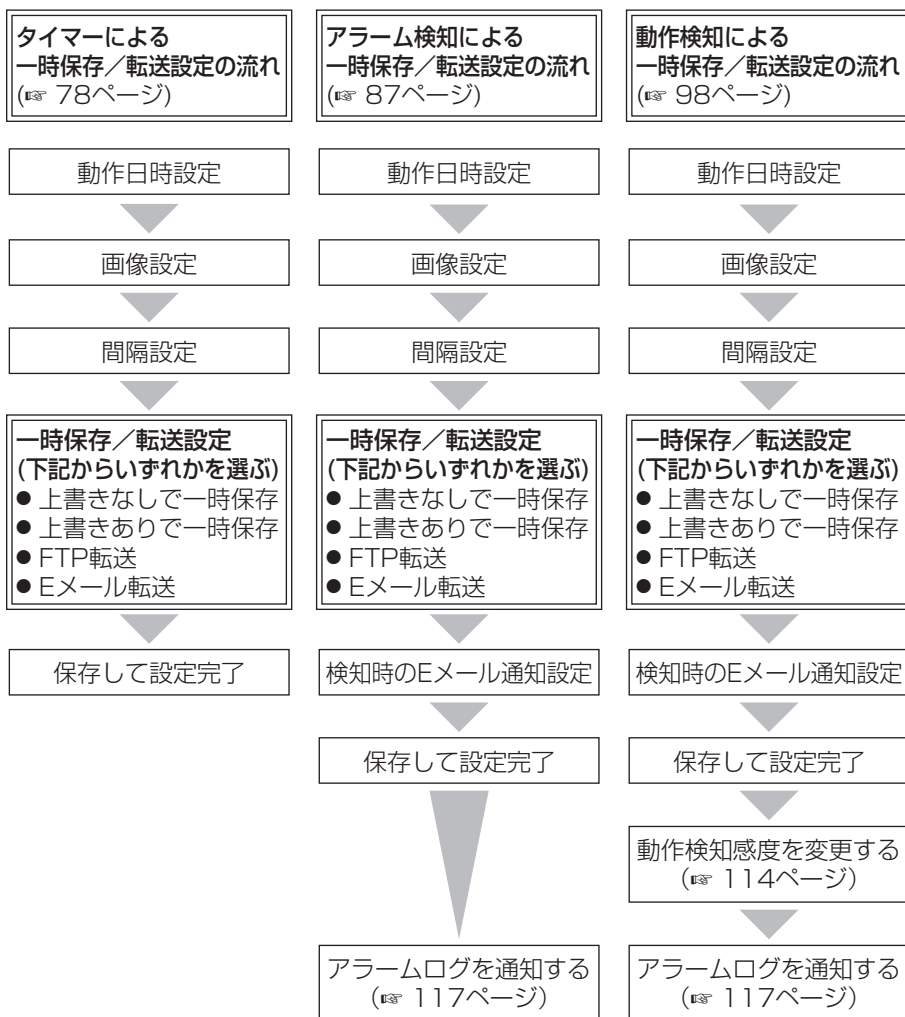 タイマーによる
一時保存／転送設定の流れ
(☞ 78ページ)
動作日時設定
画像設定
間隔設定
一時保存／転送設定
(下記からいずれかを選ぶ)
● 上書きなしで一時保存
● 上書きありで一時保存
● FTP転送
● Eメール転送
保存して設定完了
アラーム検知による
一時保存／転送設定の流れ
(☞ 87ページ)
動作日時設定
画像設定
間隔設定
一時保存／転送設定
(下記からいずれかを選ぶ)
● 上書きなしで一時保存
● 上書きありで一時保存
● FTP転送
● Eメール転送
検知時のEメール通知設定
保存して設定完了
アラームログを通知する
(☞ 117ページ)
動作検知による
一時保存／転送設定の流れ
(☞ 98ページ)
動作日時設定
画像設定
間隔設定
一時保存／転送設定
(下記からいずれかを選ぶ)
● 上書きなしで一時保存
● 上書きありで一時保存
● FTP転送
● Eメール転送
検知時のEメール通知設定
保存して設定完了
動作検知感度を変更する
(☞ 114ページ)
アラームログを通知する
(☞ 117ページ)